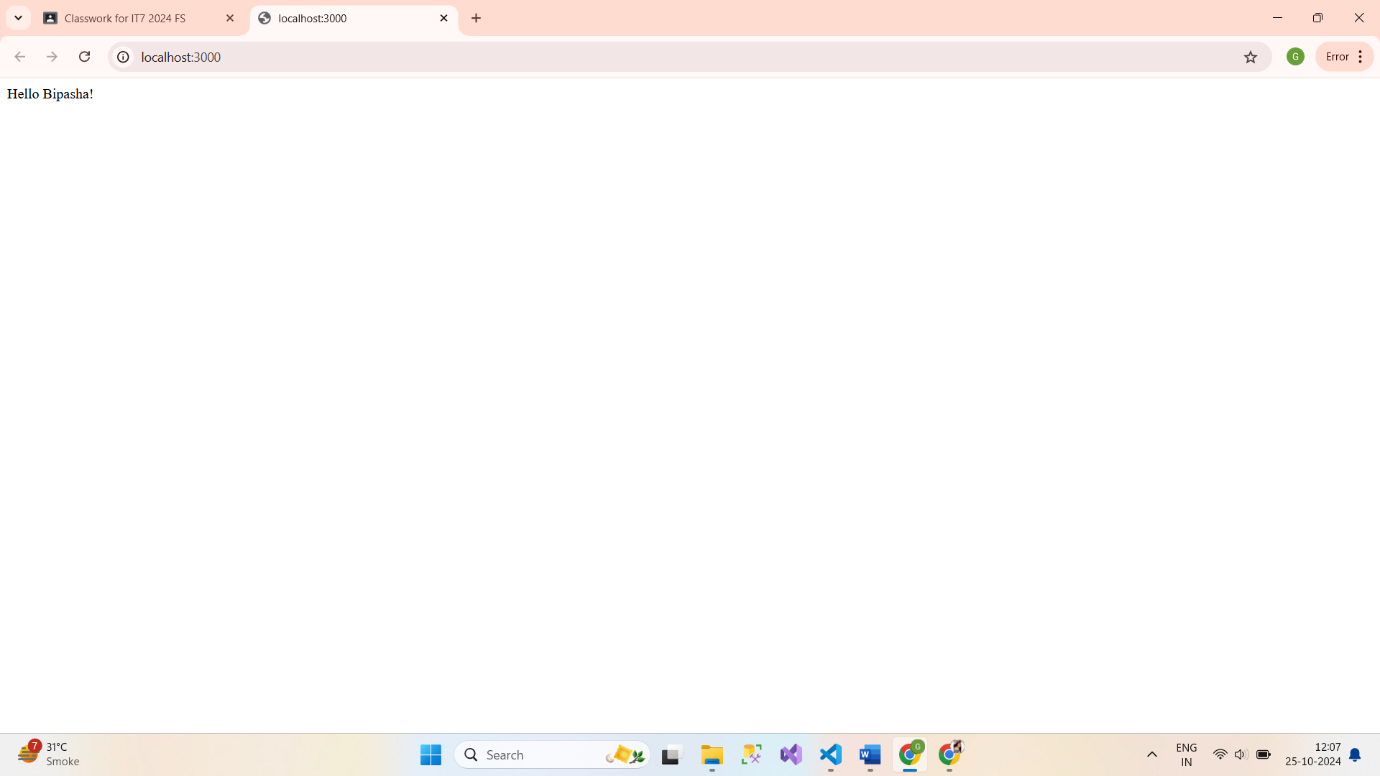 Classwork for IT7 2024 FS
localhost:3000
localhost:3000
G
Error
Hello Bipasha!
7
31°C
Smoke
Search
W
G
ENG
IN
12:07
25-10-2024